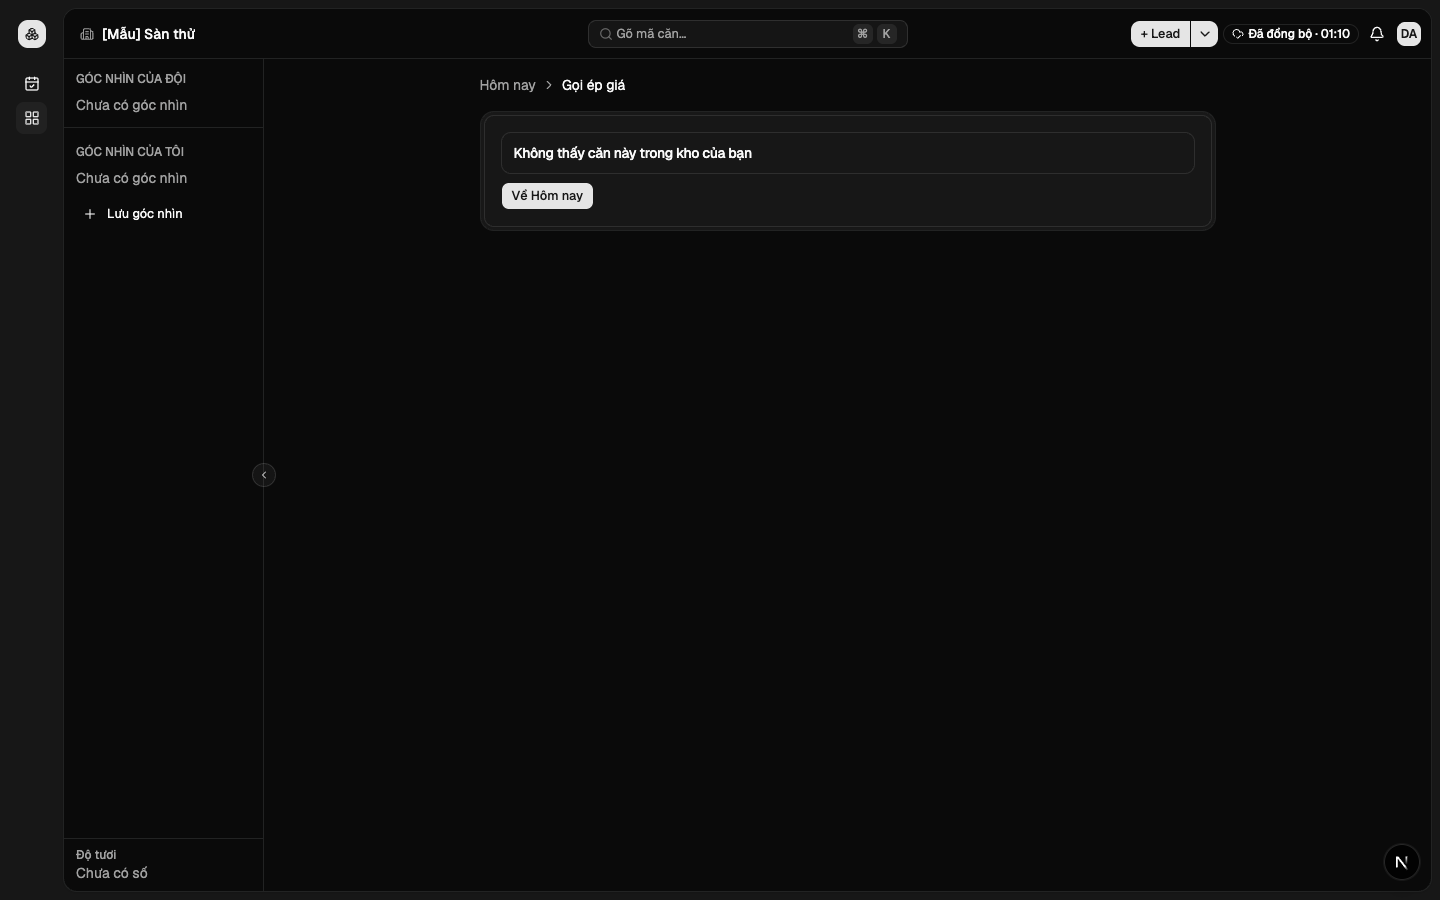 [Mẫu] Sàn thử
Gõ mã căn...
⌘ K
+ Lead
Đã đồng bộ · 01:10
DA
GÓC NHÌN CỦA ĐỘI
Chưa có góc nhìn
GÓC NHÌN CỦA TÔI
Chưa có góc nhìn
Lưu góc nhìn
Hôm nay > Gọi ép giá
Không thấy căn này trong kho của bạn
Về Hôm nay
Độ tươi
Chưa có số
N